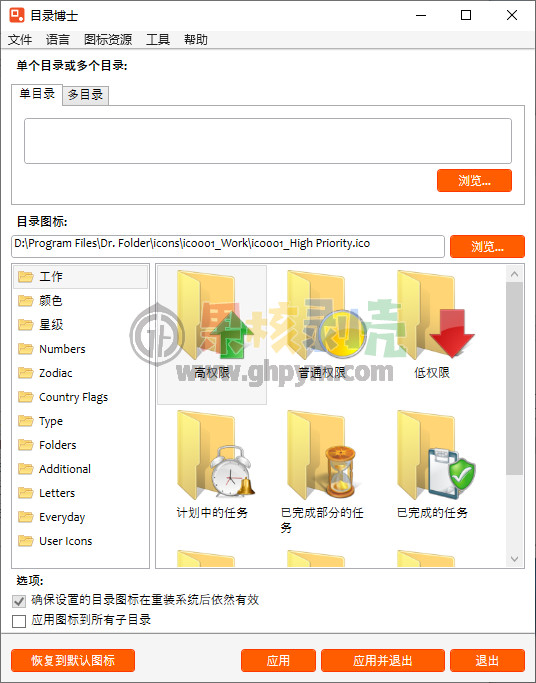 目录博士
文件 语言 图标资源 工具 帮助
单个目录或多个目录:
单目录 多目录
浏览...
目录图标:
D:\Program Files\Dr. Folder\icons\ico001_Work\ico001_High Priority.ico
浏览...
工作
颜色
星级
Numbers
Zodiac
Country Flags
Type
Folders
Additional
Letters
Everyday
User Icons
果核剥壳
www.ghpym.com
高权限 普通权限 低权限
计划中的任务 已完成部分的任务 已完成的任务
选项:
确保设置的目录图标在重装系统后依然有效
应用图标到所有子目录
恢复到默认图标 应用 应用并退出 退出